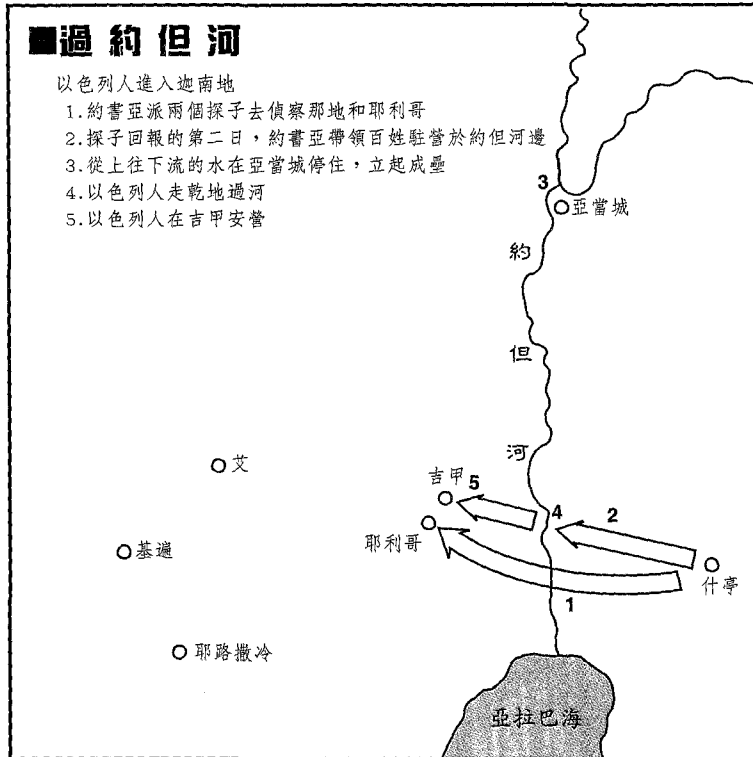 過約但河
以色列人進入迦南地
1.約書亞派兩個探子去偵察那地和耶利哥
2.探子回報的第二日，約書亞帶領百姓駐營於約但河邊
3.從上往下流的水在亞當城停住，立起成壘
4.以色列人走乾地過河
5.以色列人在吉甲安營
3
亞當城
約
但
河
艾
吉甲
5
4
2
耶利哥
基遍
什亭
1
耶路撒冷
亞拉巴海